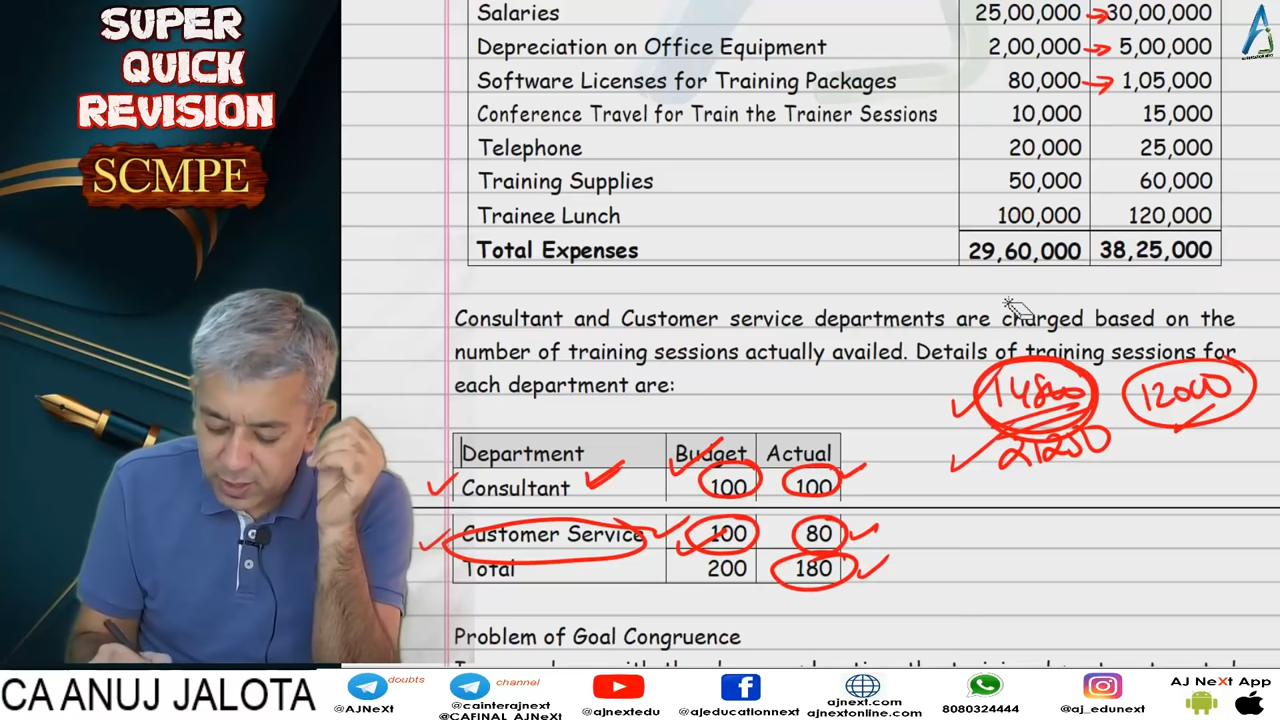 SUPER
QUICK
REVISION
SCMPE
Salaries 25,00,000 30,00,000
Depreciation on Office Equipment 2,00,000 5,00,000
Software Licenses for Training Packages 80,000 1,05,000
Conference Travel for Train the Trainer Sessions 10,000 15,000
Telephone 20,000 25,000
Training Supplies 50,000 60,000
Trainee Lunch 100,000 120,000
Total Expenses 29,60,000 38,25,000
Consultant and Customer service departments are charged based on the
number of training sessions actually availed. Details of training sessions for
each department are:
14800 12000
21250
Department Budget Actual
Consultant 100 100
Customer Service 100 80
Total 200 180
Problem of Goal Congruence
CA ANUJ JALOTA
doubts
@AJNeXt
channel
@cainterajnext
@CAFINAL_AJNeXt
@ajnextedu
@ajeducationnext
ajnext.com
ajnextonline.com
8080324444
@aj_edunext
AJ NeXt App